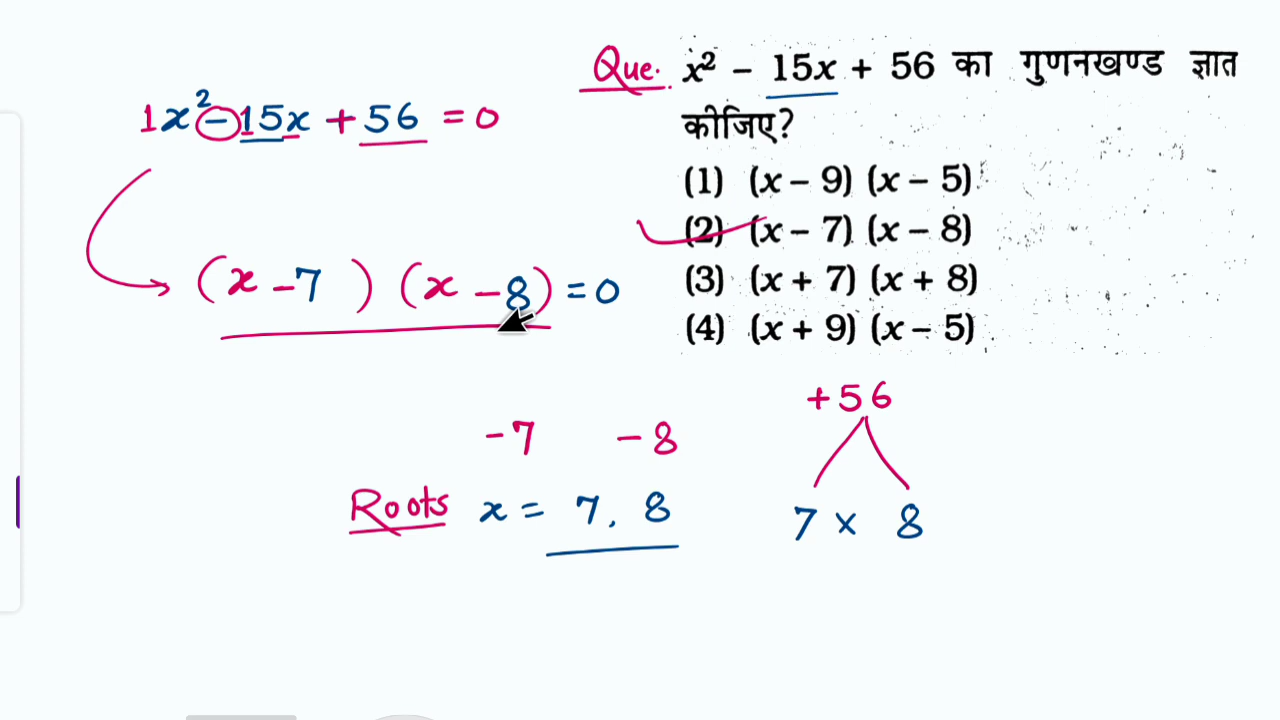 Que. x² – 15x + 56 का गुणनखण्ड ज्ञात
कीजिए?
(1) (x – 9) (x – 5)
(2) (x – 7) (x – 8)
(3) (x + 7) (x + 8)
(4) (x + 9) (x – 5)
1x² – 15x + 56 = 0
(x – 7 ) (x – 8) = 0
+56
7 × 8
-7 -8
Roots x = 7, 8